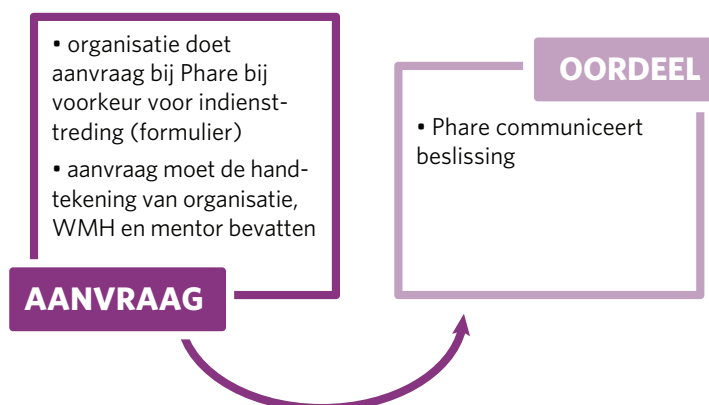 • organisatie doet
aanvraag bij Phare bij
voorkeur voor indienst-
treding (formulier)
• aanvraag moet de hand-
tekening van organisatie,
WMH en mentor bevatten
AANVRAAG
OORDEEL
• Phare communiceert
beslissing